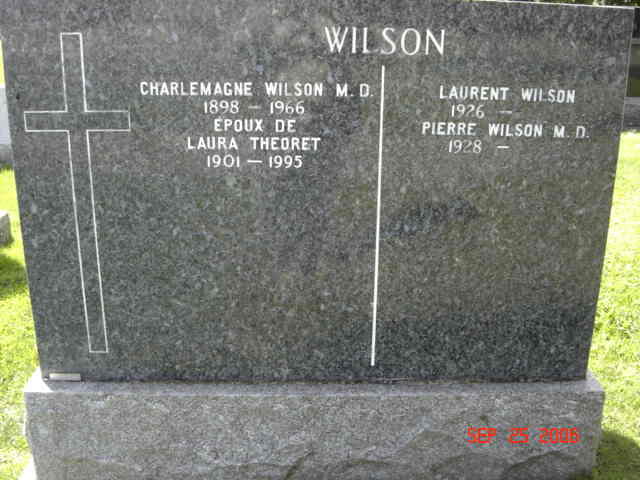 WILSON
CHARLEMAGNE WILSON M.D.
1898 – 1966
ÉPOUX DE
LAURA THEORET
1901 – 1995
LAURENT WILSON
1926 –
PIERRE WILSON M.D.
1928 –
SEP 25 2006